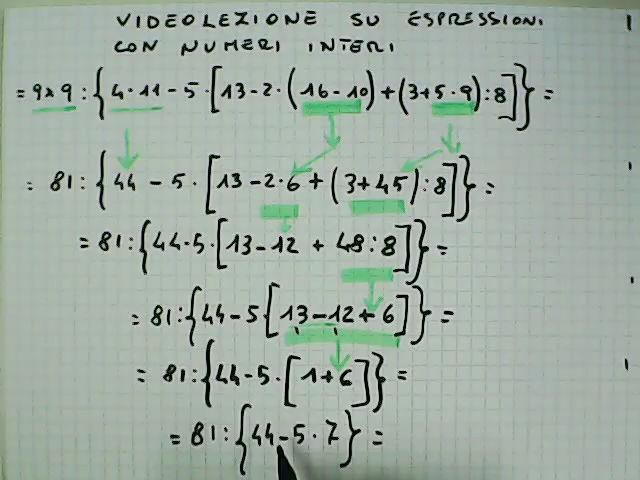 VIDEOLEZIONE SU ESPRESSIONI
CON NUMERI INTERI
= 9x9 : { 4 · 11 - 5 · [ 13 - 2 · ( 16 - 10 ) + ( 3 + 5 · 9 ) : 8 ] } =
= 81 : { 44 - 5 · [ 13 - 2 · 6 + ( 3 + 45 ) : 8 ] } =
= 81 : { 44 - 5 · [ 13 - 12 + 48 : 8 ] } =
= 81 : { 44 - 5 [ 13 - 12 + 6 ] } =
= 81 : { 44 - 5 · [ 1 + 6 ] } =
= 81 : { 44 - 5 · 7 } =